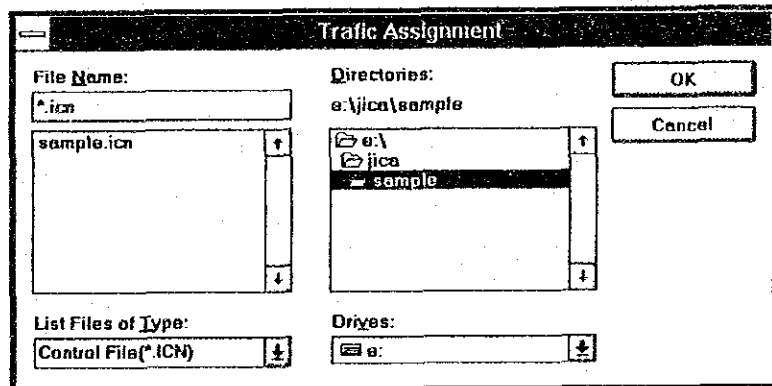 Trafic Assignment
File Name:
*.icn
sample.icn
List Files of Type:
Control File(*.ICN)
Directories:
e:\jica\sample
e:\
jica
sample
Drives:
e:
OK
Cancel